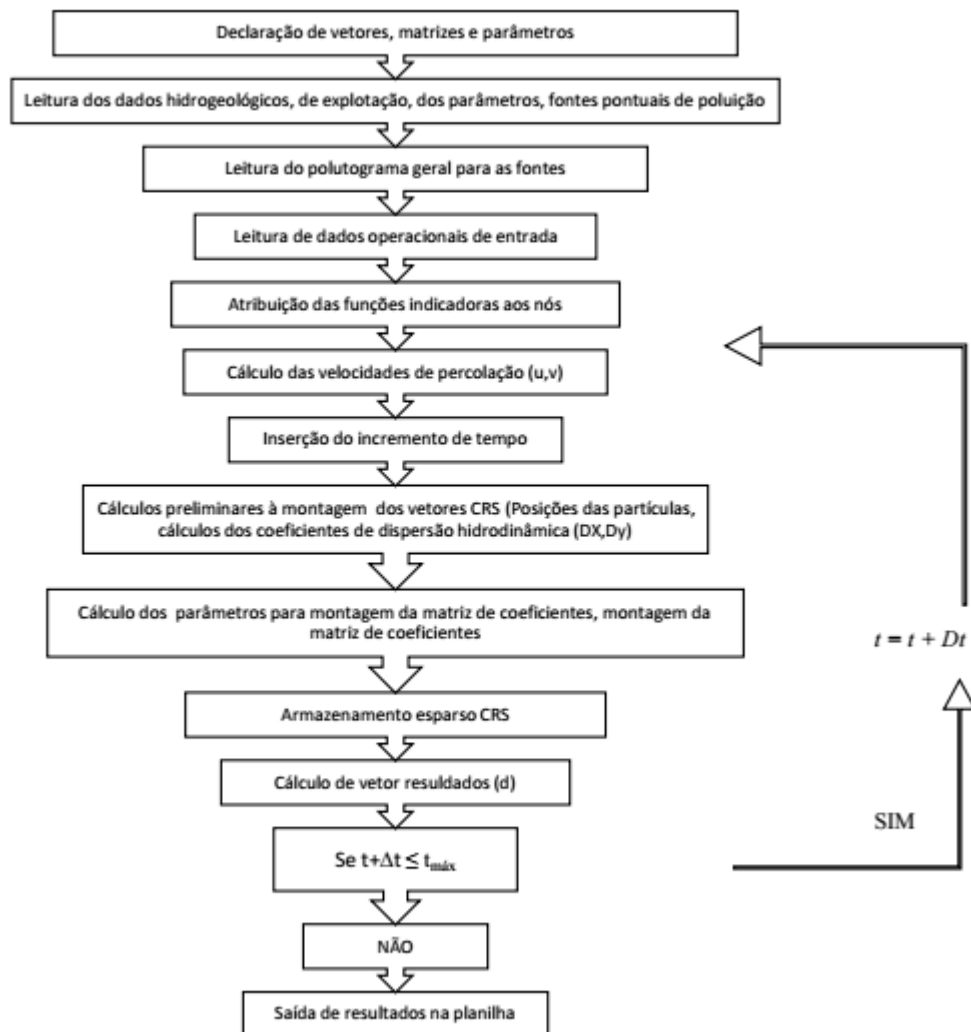 Declaração de vetores, matrizes e parâmetros
Leitura dos dados hidrogeológicos, de explotação, dos parâmetros, fontes pontuais de poluição
Leitura do polutograma geral para as fontes
Leitura de dados operacionais de entrada
Atribuição das funções indicadoras aos nós
Cálculo das velocidades de percolação (u,v)
Inserção do incremento de tempo
Cálculos preliminares à montagem dos vetores CRS (Posições das partículas,
cálculos dos coeficientes de dispersão hidrodinâmica (DX,Dy)
Cálculo dos parâmetros para montagem da matriz de coeficientes, montagem da
matriz de coeficientes
t = t + Dt
Armazenamento esparso CRS
Cálculo de vetor resuldados (d)
SIM
Se t+Δt ≤ tmáx
NÃO
Saída de resultados na planilha